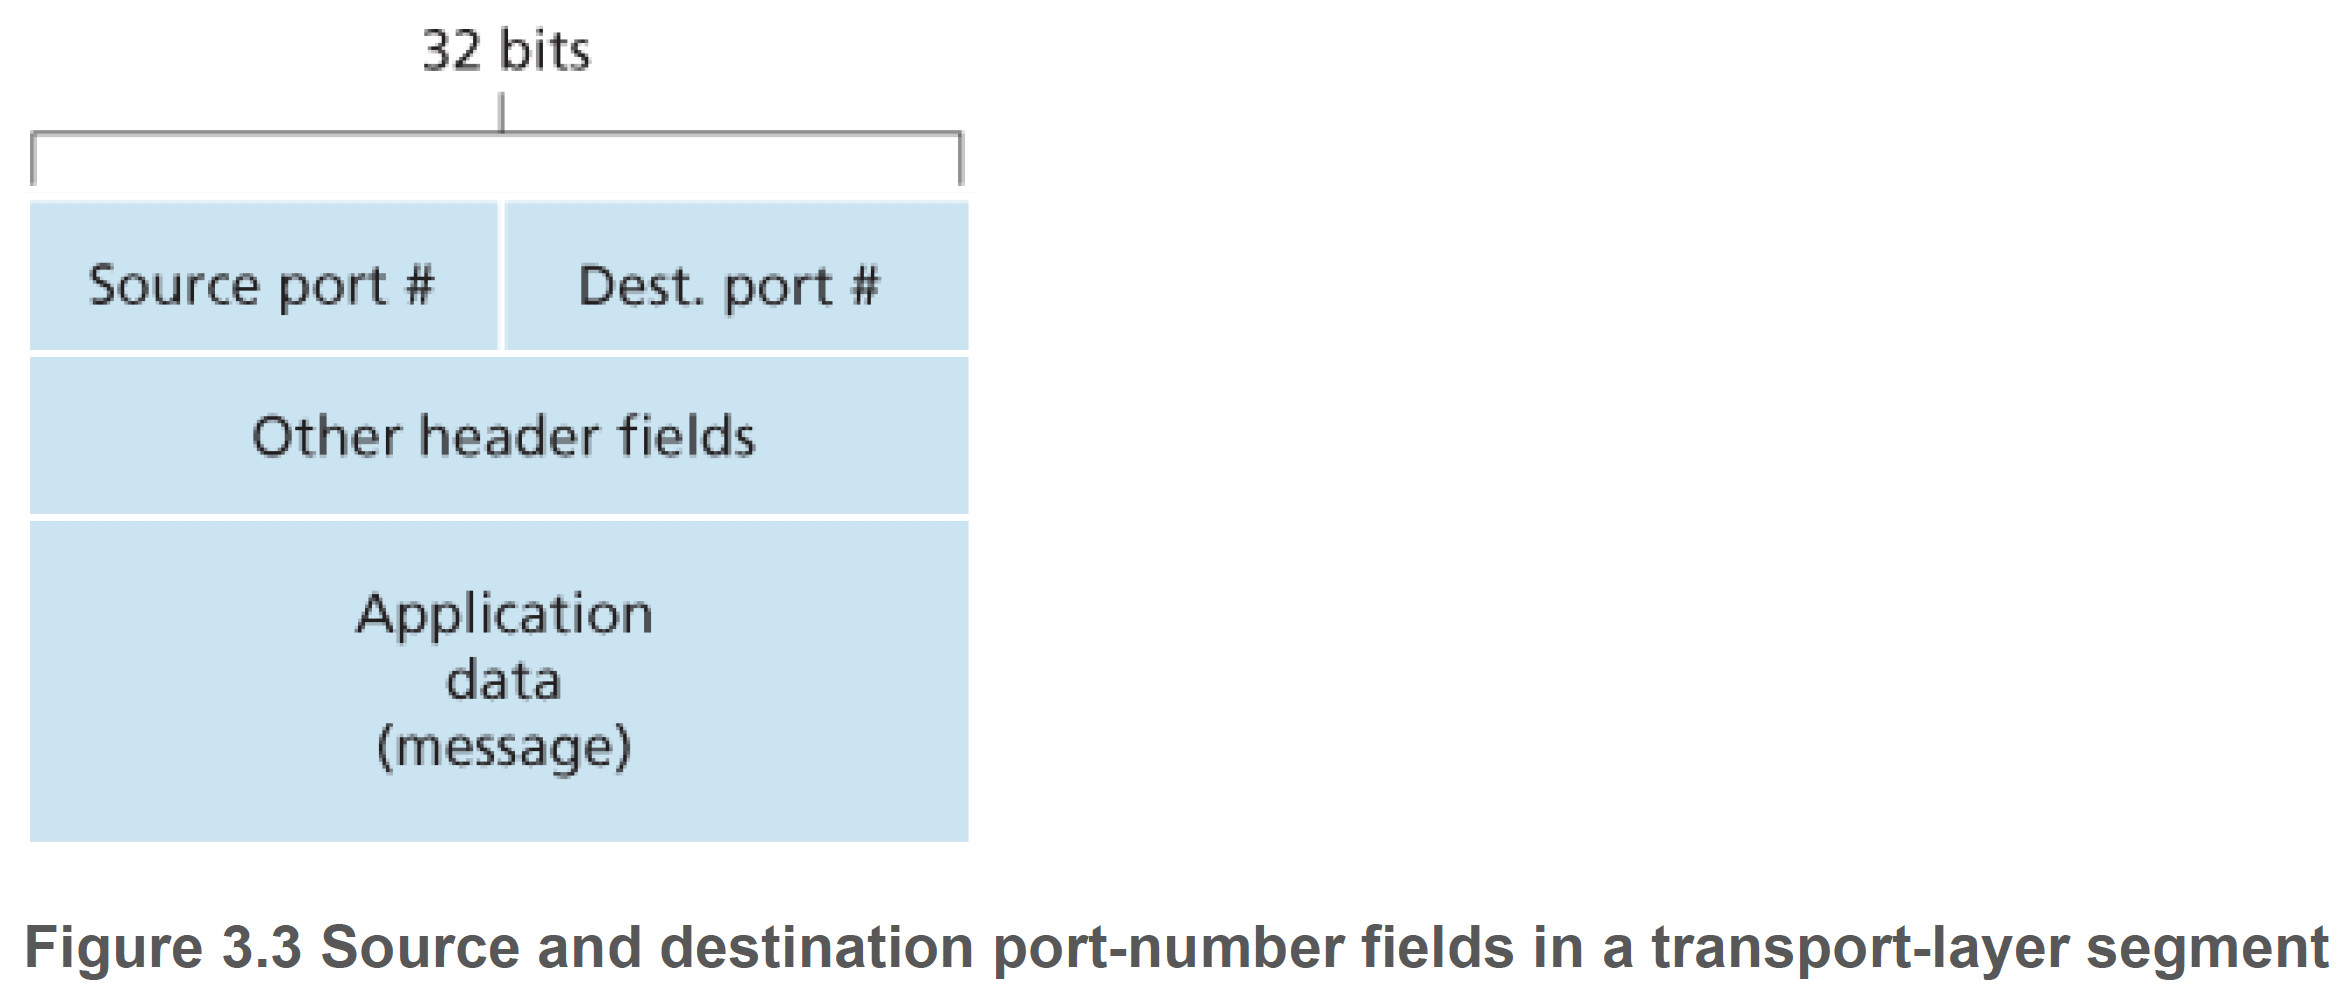 32 bits
Source port # Dest. port #
Other header fields
Application
data
(message)
Figure 3.3 Source and destination port-number fields in a transport-layer segment